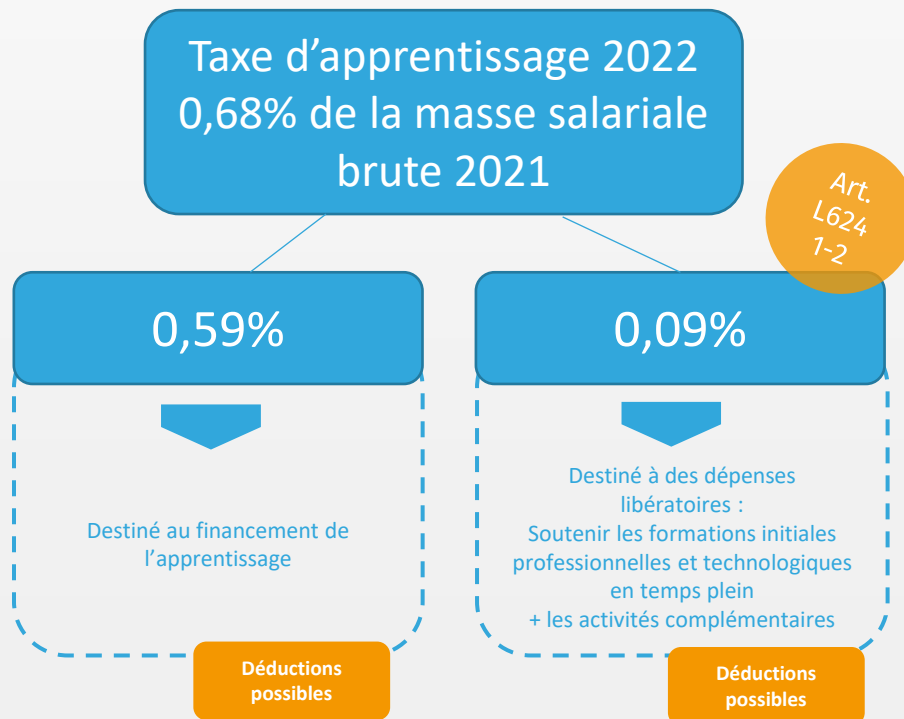 Taxe d’apprentissage 2022
0,68% de la masse salariale
brute 2021
Art.
L624
1-2
0,59%
0,09%
Destiné au financement de
l’apprentissage
Destiné à des dépenses
libératoires :
Soutenir les formations initiales
professionnelles et technologiques
en temps plein
+ les activités complémentaires
Déductions
possibles
Déductions
possibles